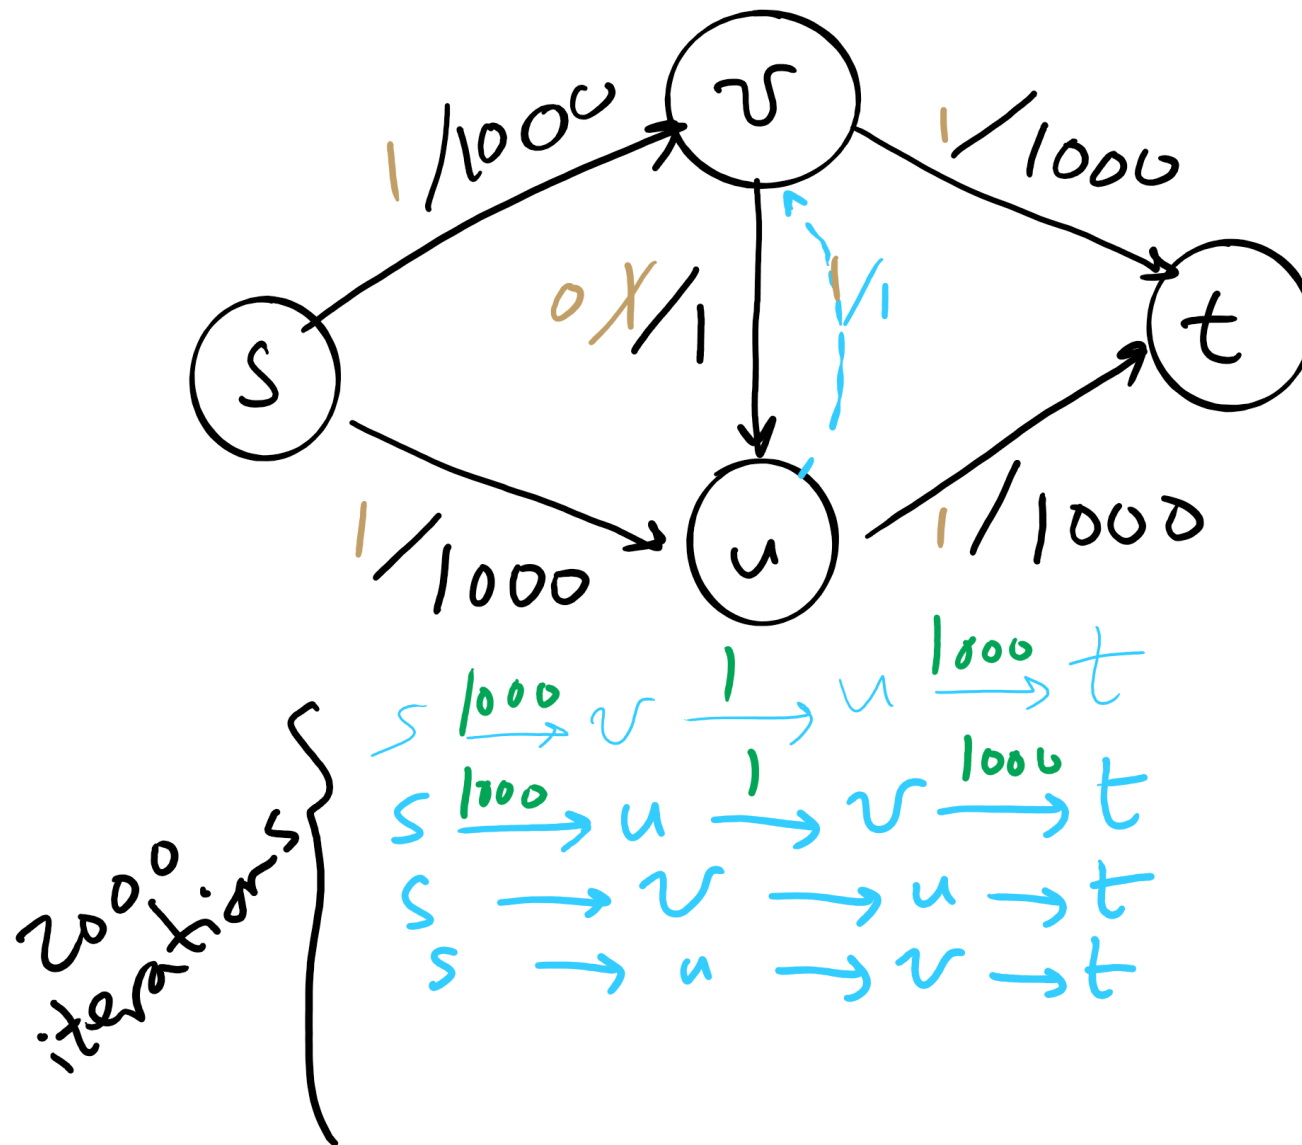 v
1/1000
1/1000
0 1/1
1/1
s
t
u
1/1000
1/1000
s 1000→ v 1→ u 1000→ t
s 1000→ u 1→ v 1000→ t
s → v → u → t
s → u → v → t
2000
iterations